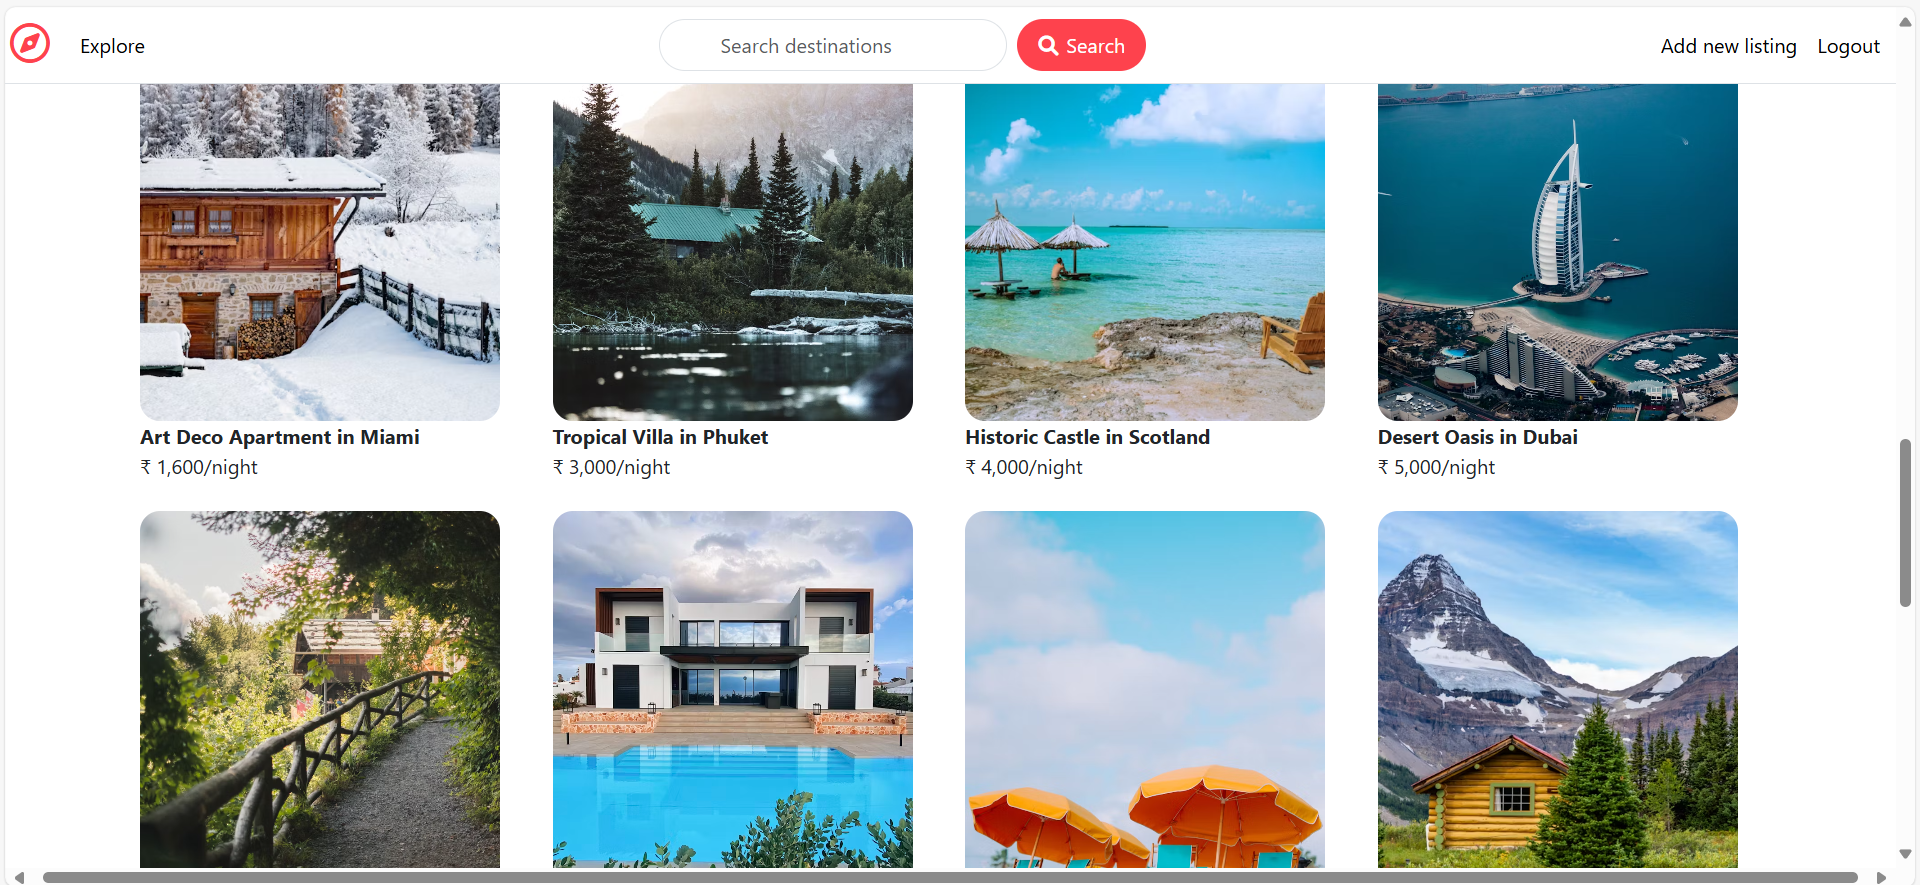 Explore
Search destinations
Search
Add new listing
Logout
Art Deco Apartment in Miami
₹ 1,600/night
Tropical Villa in Phuket
₹ 3,000/night
Historic Castle in Scotland
₹ 4,000/night
Desert Oasis in Dubai
₹ 5,000/night